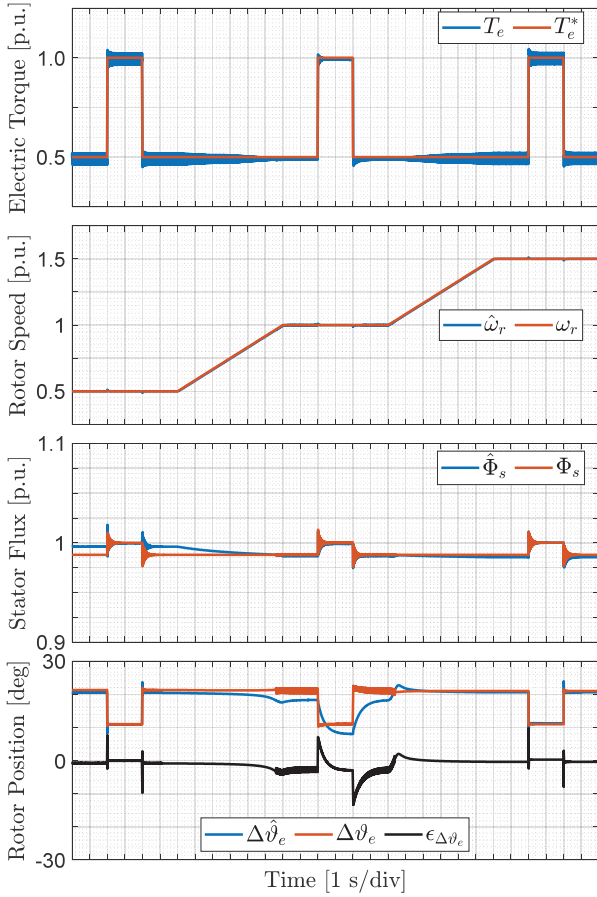 Electric Torque [p.u.]
1.0
0.5
T_e T_e^*
Rotor Speed [p.u.]
1.5
1
0.5
ω̂_r ω_r
Stator Flux [p.u.]
1.1
1
0.9
Φ̂_s Φ_s
Rotor Position [deg]
30
0
-30
Δϑ̂_e Δϑ_e ϵ_{Δϑ_e}
Time [1 s/div]